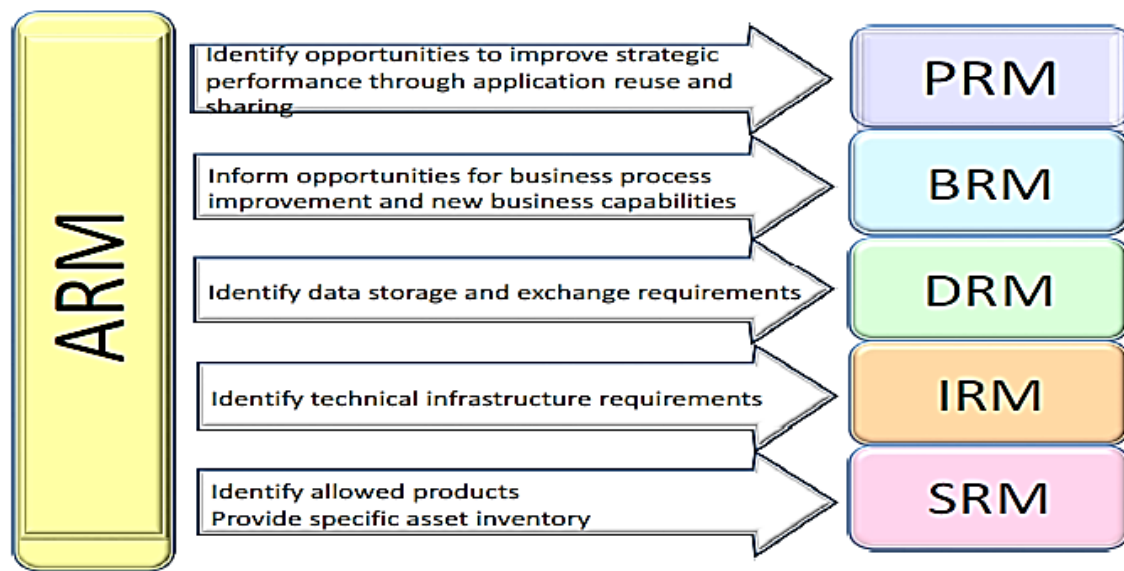 ARM
Identify opportunities to improve strategic
performance through application reuse and
sharing
PRM
Inform opportunities for business process
improvement and new business capabilities
BRM
Identify data storage and exchange requirements
DRM
Identify technical infrastructure requirements
IRM
Identify allowed products
Provide specific asset inventory
SRM